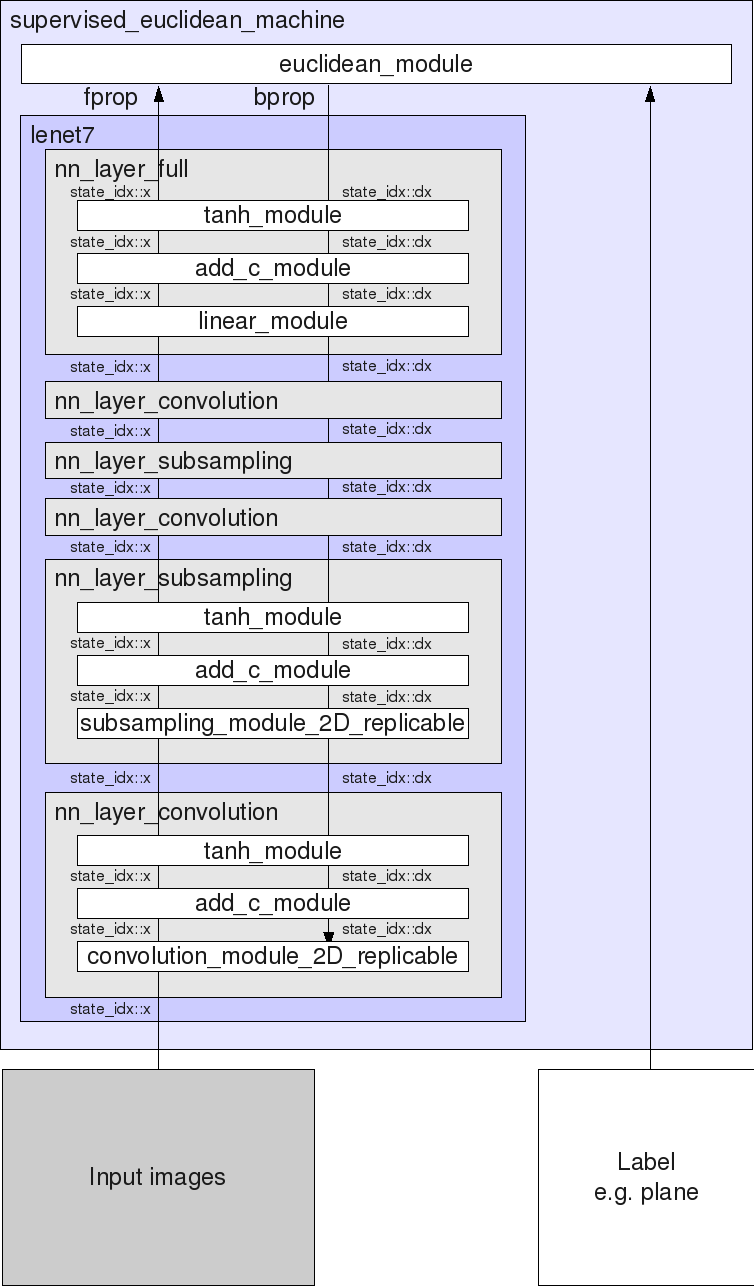 supervised_euclidean_machine
euclidean_module
fprop bprop
lenet7
nn_layer_full
state_idx::x state_idx::dx
tanh_module
state_idx::x state_idx::dx
add_c_module
state_idx::x state_idx::dx
linear_module
state_idx::x state_idx::dx
nn_layer_convolution
state_idx::x state_idx::dx
nn_layer_subsampling
state_idx::x state_idx::dx
nn_layer_convolution
state_idx::x state_idx::dx
nn_layer_subsampling
tanh_module
state_idx::x state_idx::dx
add_c_module
state_idx::x state_idx::dx
subsampling_module_2D_replicable
state_idx::x state_idx::dx
nn_layer_convolution
tanh_module
state_idx::x state_idx::dx
add_c_module
state_idx::x state_idx::dx
convolution_module_2D_replicable
state_idx::x
Input images
Label
e.g. plane